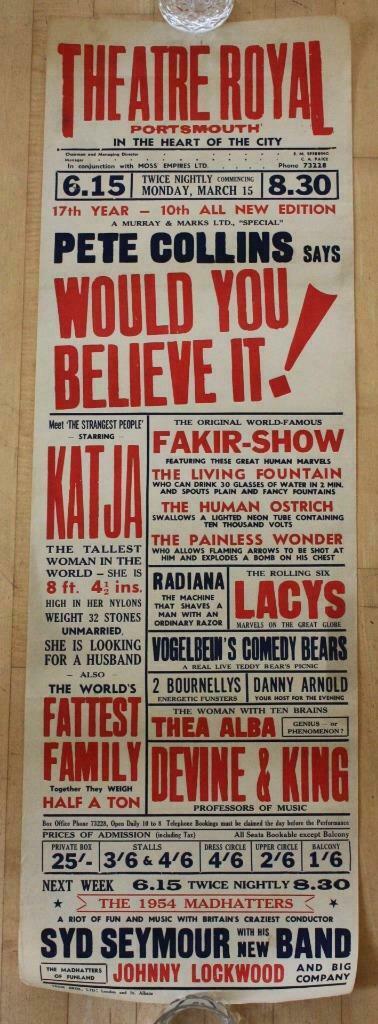 THEATRE ROYAL
PORTSMOUTH
IN THE HEART OF THE CITY
Chairman and Managing Director S. M. SPERRING
Manager C. A. PAICE
In conjunction with MOSS' EMPIRES LTD. Phone 73228
6.15 TWICE NIGHTLY COMMENCING MONDAY, MARCH 15 8.30
17th YEAR — 10th ALL NEW EDITION
A MURRAY & MARKS LTD., "SPECIAL"
PETE COLLINS SAYS
WOULD YOU
BELIEVE IT!
Meet 'THE STRANGEST PEOPLE'
— STARRING —
KATJA
THE TALLEST
WOMAN IN THE
WORLD — SHE IS
8 ft. 4½ ins.
HIGH IN HER NYLONS
WEIGHT 32 STONES
UNMARRIED,
SHE IS LOOKING
FOR A HUSBAND
— ALSO —
THE WORLD'S
FATTEST
FAMILY
Together They WEIGH
HALF A TON
THE ORIGINAL WORLD-FAMOUS
FAKIR-SHOW
FEATURING THESE GREAT HUMAN MARVELS
THE LIVING FOUNTAIN
WHO CAN DRINK 30 GLASSES OF WATER IN 2 MIN.
AND SPOUTS PLAIN AND FANCY FOUNTAINS
THE HUMAN OSTRICH
SWALLOWS A LIGHTED NEON TUBE CONTAINING
TEN THOUSAND VOLTS
THE PAINLESS WONDER
WHO ALLOWS FLAMING ARROWS TO BE SHOT AT
HIM AND EXPLODES A BOMB ON HIS CHEST
RADIANA
THE MACHINE
THAT SHAVES A
MAN WITH AN
ORDINARY RAZOR
THE ROLLING SIX
LACYS
MARVELS ON THE GREAT GLOBE
VOGELBEIN'S COMEDY BEARS
A REAL LIVE TEDDY BEAR'S PICNIC
2 BOURNELLYS
ENERGETIC FUNSTERS
DANNY ARNOLD
YOUR HOST FOR THE EVENING
THE WOMAN WITH TEN BRAINS
THEA ALBA GENIUS — or PHENOMENON?
DEVINE & KING
PROFESSORS OF MUSIC
Box Office Phone 73228, Open Daily 10 to 8 Telephone Bookings must be claimed the day before the Performance
PRICES OF ADMISSION (including Tax) All Seats Bookable except Balcony
PRIVATE BOX STALLS DRESS CIRCLE UPPER CIRCLE BALCONY
25/- 3/6 & 4/6 4/6 2/6 1/6
NEXT WEEK 6.15 TWICE NIGHTLY 8.30
THE 1954 MADHATTERS
A RIOT OF FUN AND MUSIC WITH BRITAIN'S CRAZIEST CONDUCTOR
SYD SEYMOUR WITH HIS NEW BAND
THE MADHATTERS OF FUNLAND JOHNNY LOCKWOOD AND BIG COMPANY
LTD. London and St. Albans